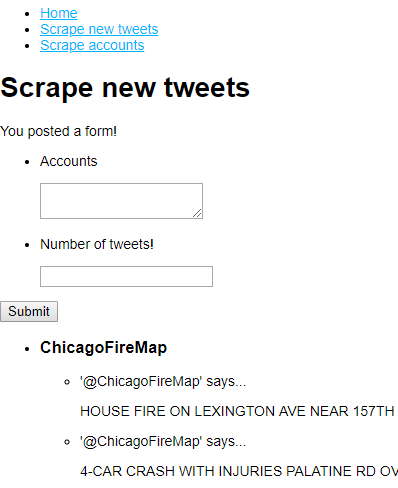 Home
Scrape new tweets
Scrape accounts
Scrape new tweets
You posted a form!
Accounts
Number of tweets!
Submit
ChicagoFireMap
'@ChicagoFireMap' says...
HOUSE FIRE ON LEXINGTON AVE NEAR 157TH
'@ChicagoFireMap' says...
4-CAR CRASH WITH INJURIES PALATINE RD OV